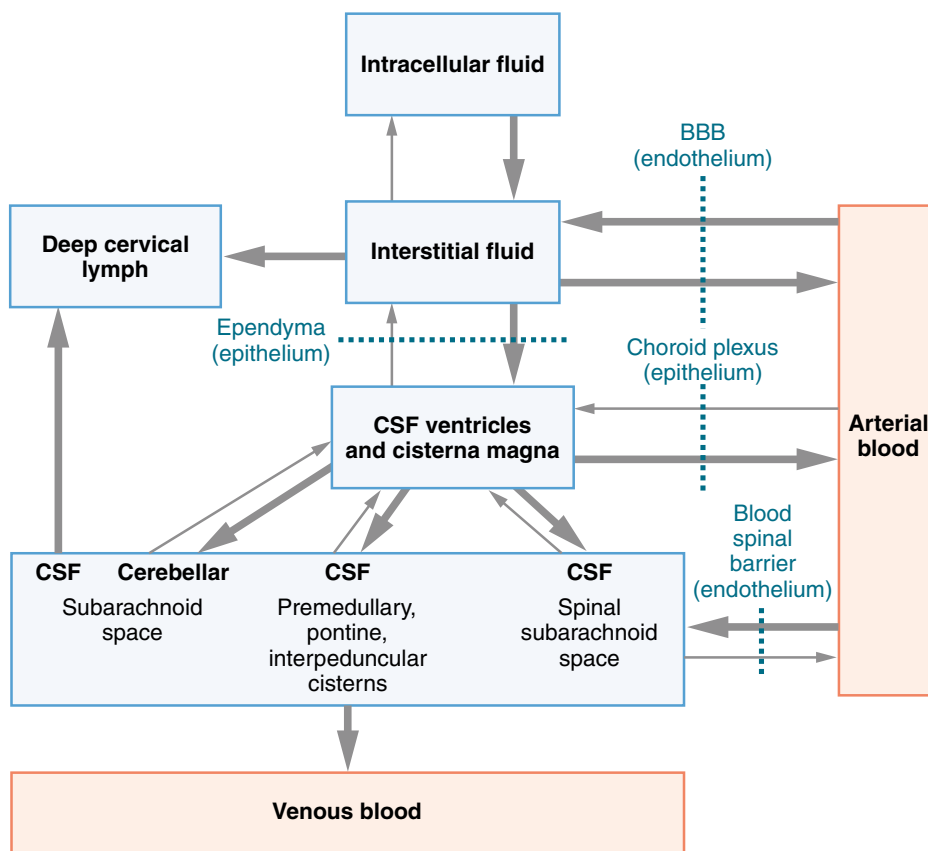 Intracellular fluid
BBB
(endothelium)
Deep cervical
lymph
Interstitial fluid
Ependyma
(epithelium)
Choroid plexus
(epithelium)
CSF ventricles
and cisterna magna
Arterial
blood
Blood
spinal
barrier
(endothelium)
CSF Cerebellar
Subarachnoid
space
CSF
Premedullary,
pontine,
interpeduncular
cisterns
CSF
Spinal
subarachnoid
space
Venous blood